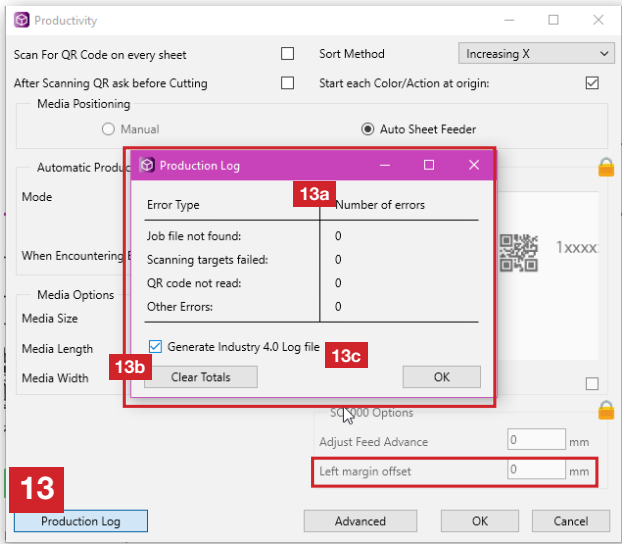 Productivity
Scan For QR Code on every sheet
Sort Method
Increasing X
After Scanning QR ask before Cutting
Start each Color/Action at origin:
Media Positioning
Manual
Auto Sheet Feeder
Automatic Produc
Production Log
13a
Mode
Error Type
Number of errors
Job file not found:
0
1xxxx
When Encountering E
Scanning targets failed:
0
QR code not read:
0
Media Options
Other Errors:
0
Media Size
Media Length
Generate Industry 4.0 Log file
13c
13b
Media Width
Clear Totals
OK
Options
Adjust Feed Advance
0
mm
Left margin offset
0
mm
13
Production Log
Advanced
OK
Cancel